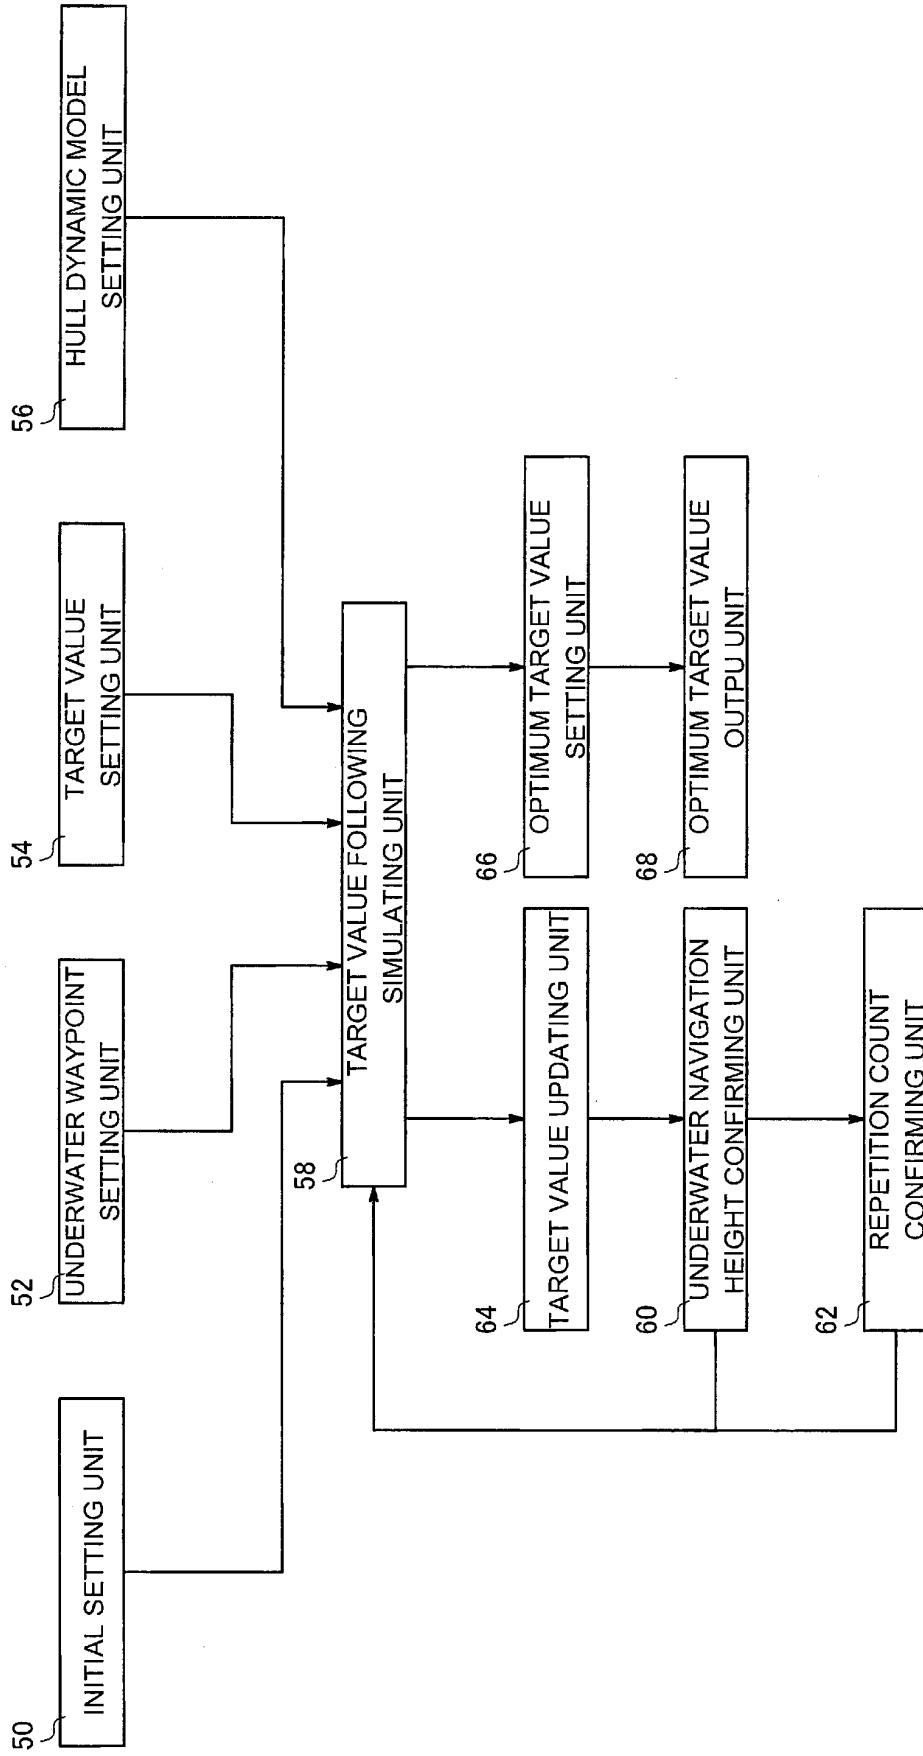 50
INITIAL SETTING UNIT
52
UNDERWATER WAYPOINT
SETTING UNIT
54
TARGET VALUE
SETTING UNIT
56
HULL DYNAMIC MODEL
SETTING UNIT
58
TARGET VALUE FOLLOWING
SIMULATING UNIT
64
TARGET VALUE UPDATING UNIT
66
OPTIMUM TARGET VALUE
SETTING UNIT
60
UNDERWATER NAVIGATION
HEIGHT CONFIRMING UNIT
68
OPTIMUM TARGET VALUE
OUTPU UNIT
62
REPETITION COUNT
CONFIRMING UNIT